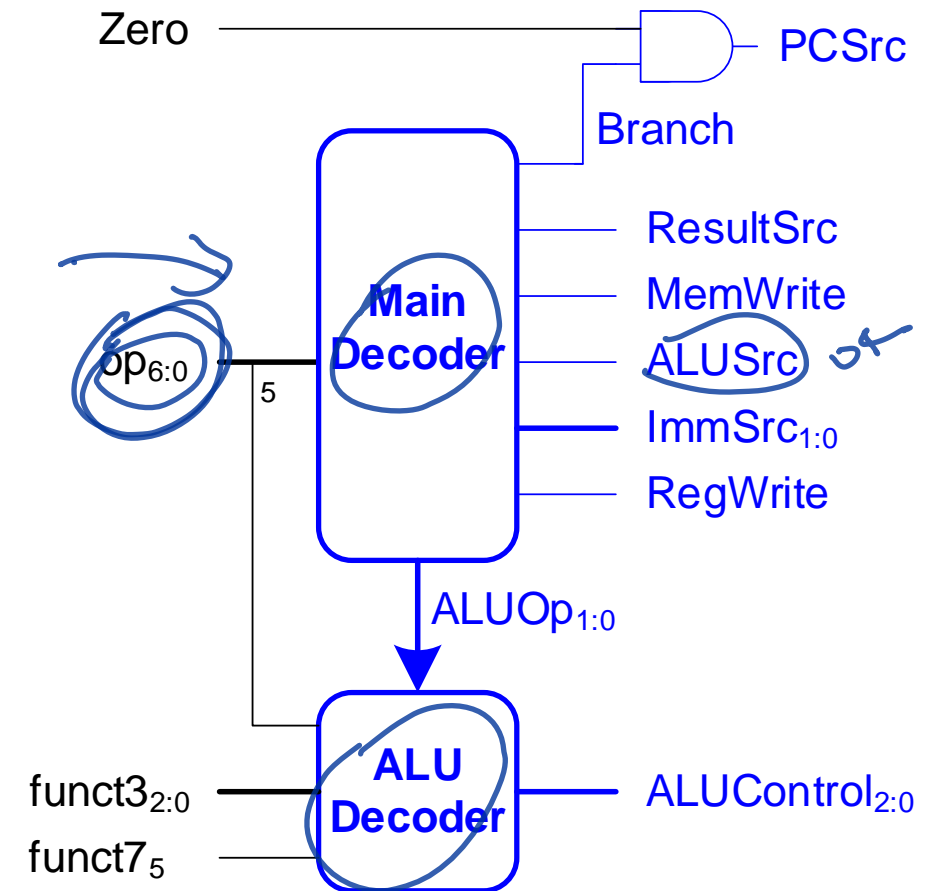 Zero
PCSrc
Branch
ResultSrc
Main
Decoder
MemWrite
op6:0
5
ALUSrc
ImmSrc1:0
RegWrite
ALUOp1:0
ALU
Decoder
funct32:0
ALUControl2:0
funct75